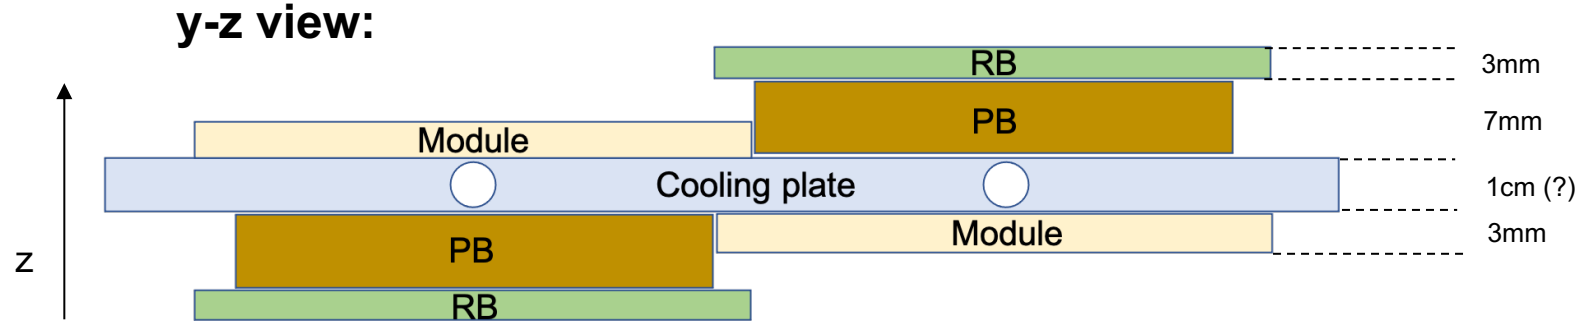 y-z view:
RB
3mm
PB
7mm
Module
Cooling plate
1cm (?)
Module
3mm
PB
z
RB